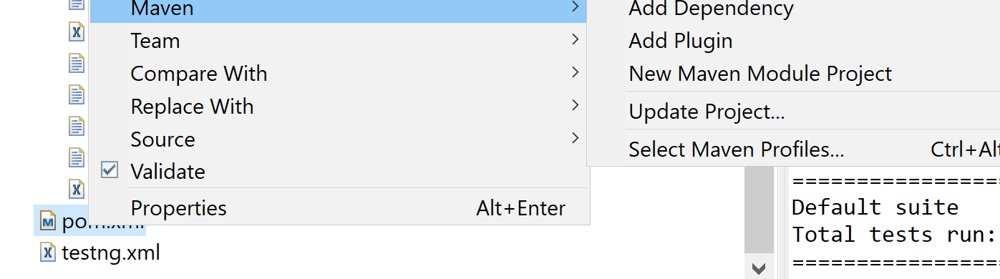 Maven
Team
Compare With
Replace With
Source
Validate
Properties Alt+Enter
Add Dependency
Add Plugin
New Maven Module Project
Update Project...
Select Maven Profiles... Ctrl+Alt
pom.xml
testng.xml
==================
Default suite
Total tests run:
==================